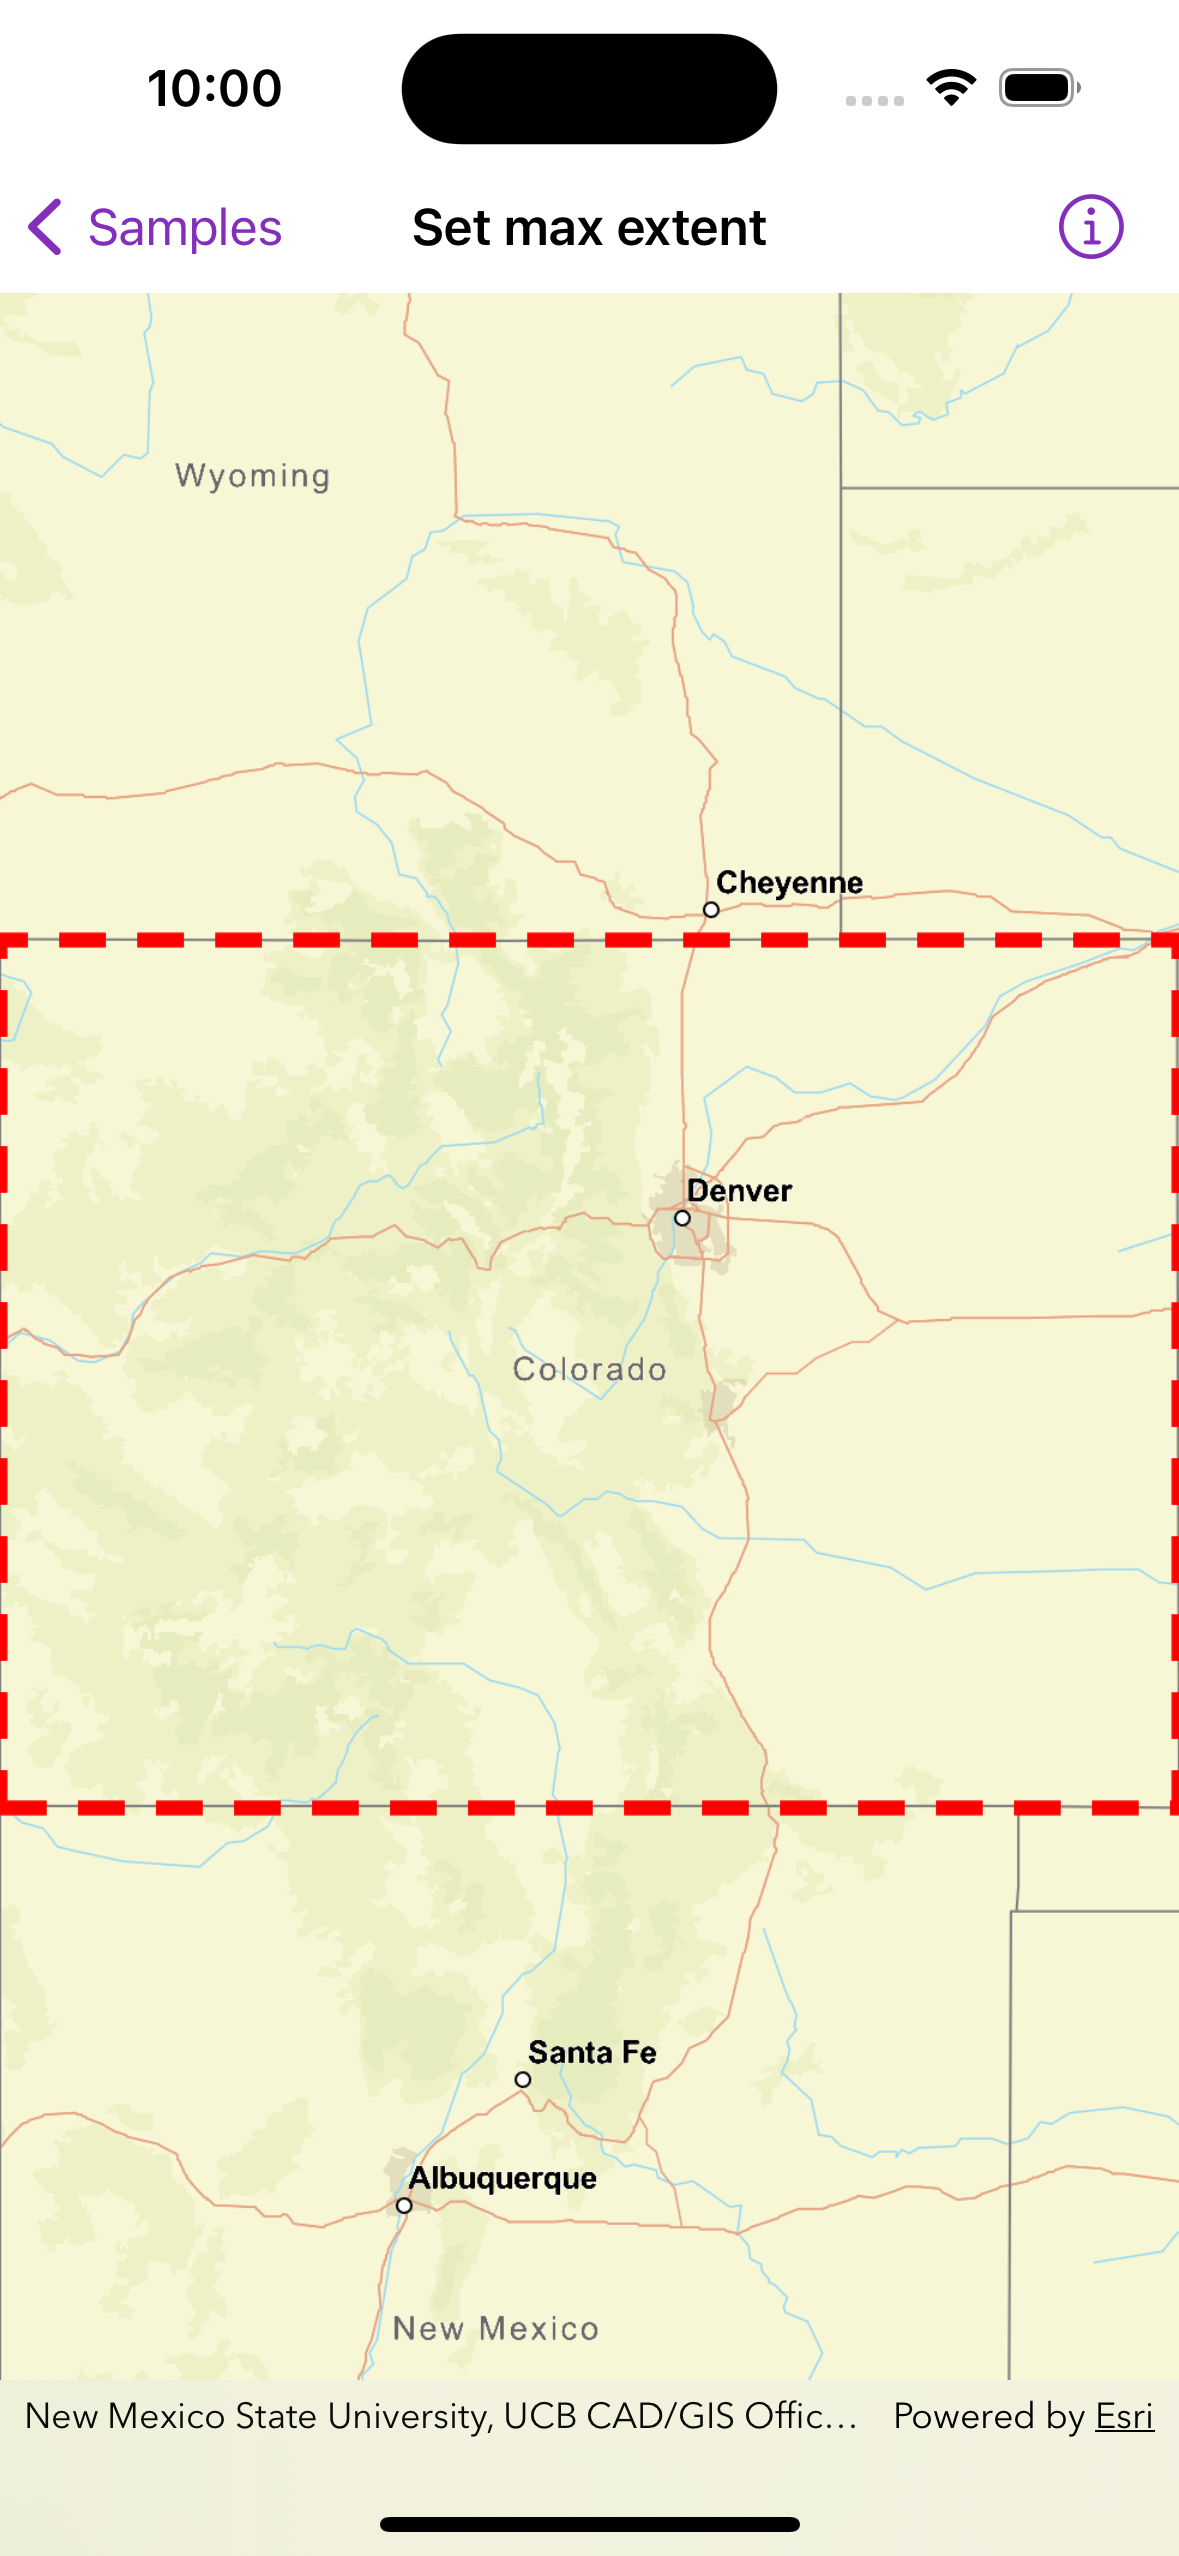 10:00
Samples
Set max extent
Wyoming
Cheyenne
Denver
Colorado
Santa Fe
Albuquerque
New Mexico
New Mexico State University, UCB CAD/GIS Offic... Powered by Esri